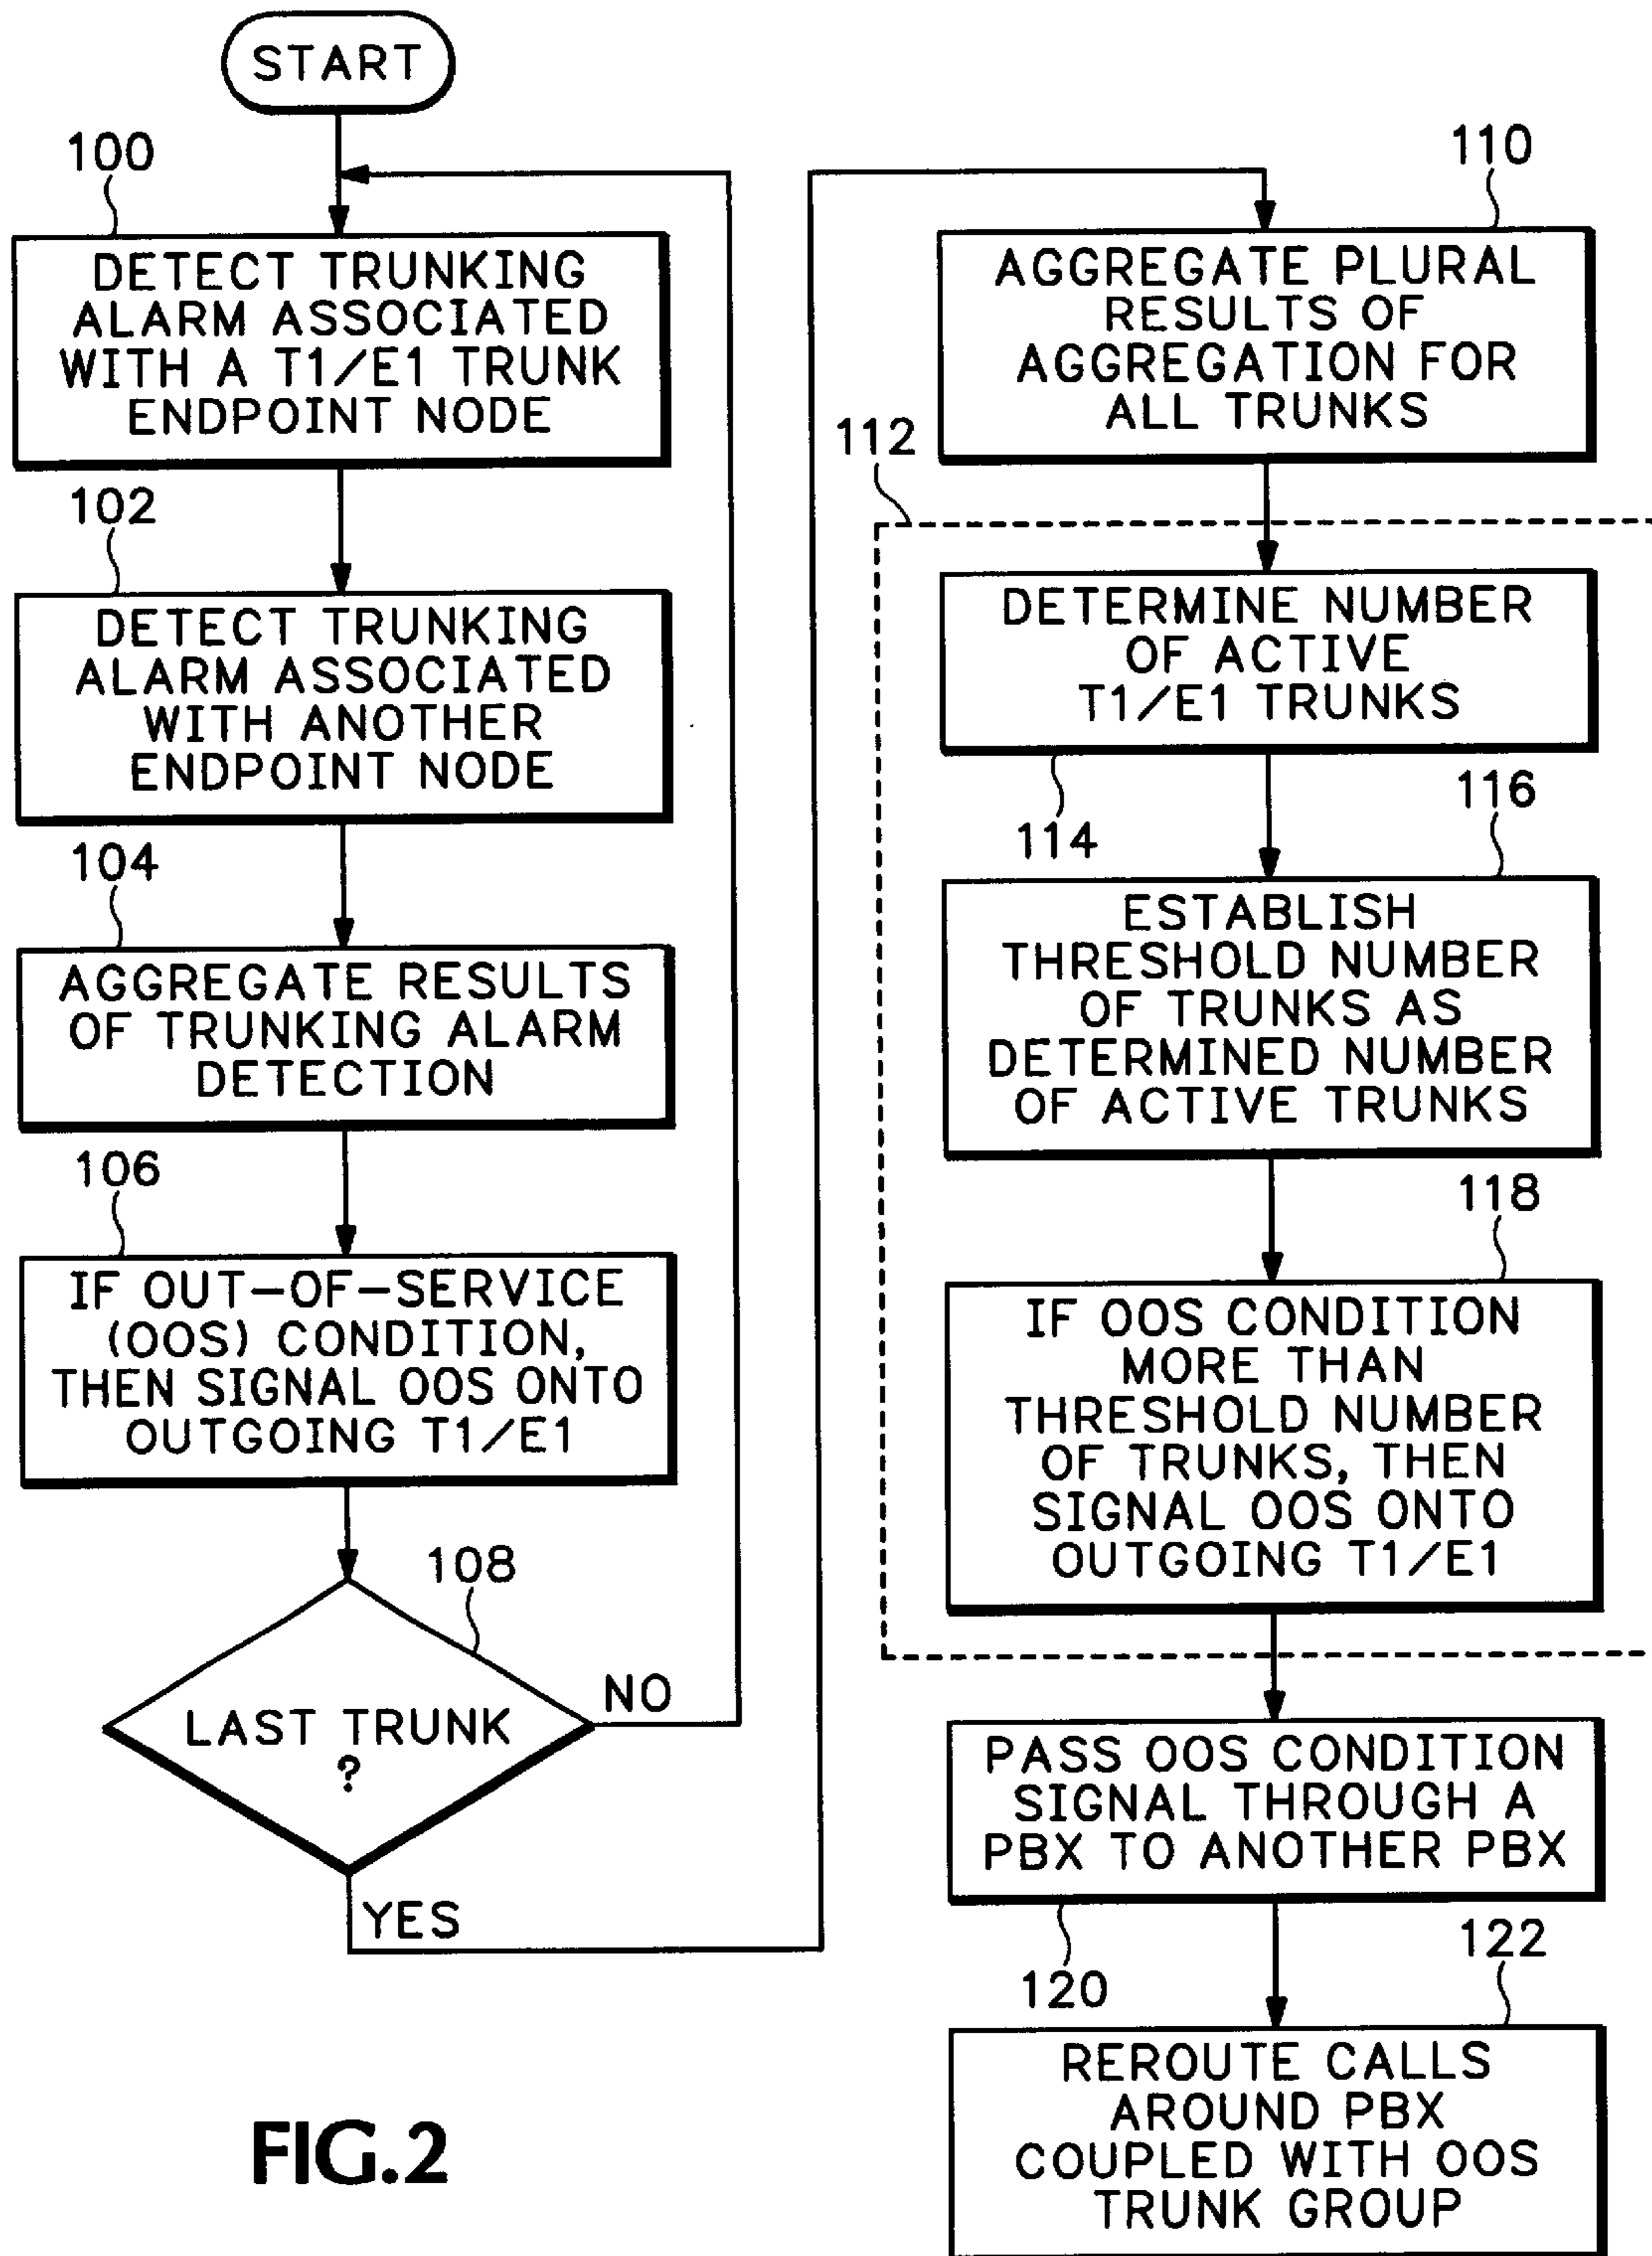 START
100
DETECT TRUNKING
ALARM ASSOCIATED
WITH A T1/E1 TRUNK
ENDPOINT NODE
102
DETECT TRUNKING
ALARM ASSOCIATED
WITH ANOTHER
ENDPOINT NODE
104
AGGREGATE RESULTS
OF TRUNKING ALARM
DETECTION
106
IF OUT-OF-SERVICE
(OOS) CONDITION,
THEN SIGNAL OOS ONTO
OUTGOING T1/E1
108
LAST TRUNK
?
NO
YES
110
AGGREGATE PLURAL
RESULTS OF
AGGREGATION FOR
ALL TRUNKS
112
DETERMINE NUMBER
OF ACTIVE
T1/E1 TRUNKS
114
116
ESTABLISH
THRESHOLD NUMBER
OF TRUNKS AS
DETERMINED NUMBER
OF ACTIVE TRUNKS
118
IF OOS CONDITION
MORE THAN
THRESHOLD NUMBER
OF TRUNKS, THEN
SIGNAL OOS ONTO
OUTGOING T1/E1
PASS OOS CONDITION
SIGNAL THROUGH A
PBX TO ANOTHER PBX
120
122
REROUTE CALLS
AROUND PBX
COUPLED WITH OOS
TRUNK GROUP
FIG.2